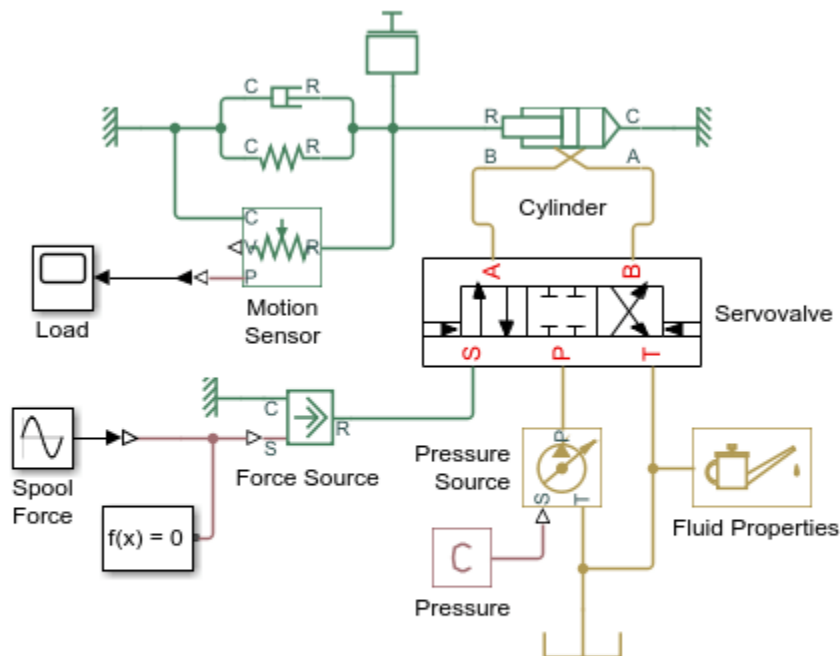 C R
R C
C R
B A
Cylinder
C
V R
P
A B
Servovalve
Load
Motion
Sensor
S P T
C
R
S
Force Source
Spool
Force
f(x) = 0
Pressure
Source
P
S T
Fluid Properties
C
Pressure